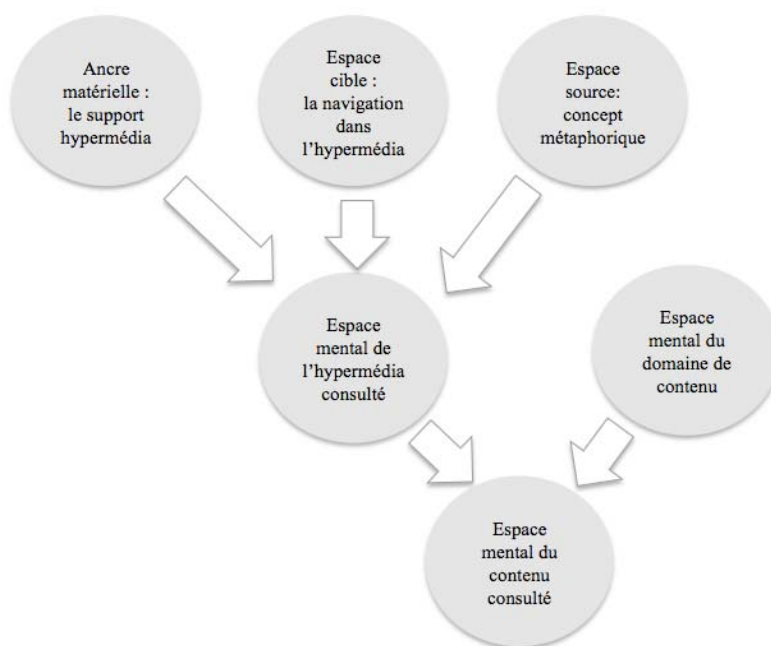 Ancre
matérielle :
le support
hypermédia
Espace
cible :
la navigation
dans
l'hypermédia
Espace
source:
concept
métaphorique
Espace
mental de
l'hypermédia
consulté
Espace
mental du
domaine de
contenu
Espace
mental du
contenu
consulté